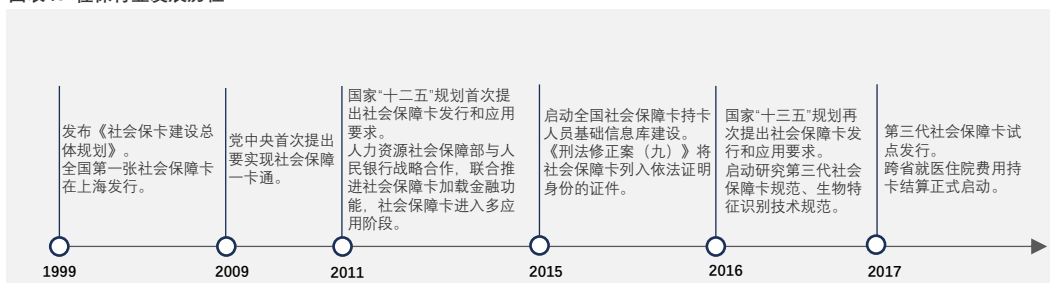 发布《社会保卡建设总
体规划》。
全国第一张社会保障卡
在上海发行。
党中央首次提出
要实现社会保障
一卡通。
国家“十二五”规划首次提
出社会保障卡发行和应用
要求。
人力资源社会保障部与人
民银行战略合作，联合推
进社会保障卡加载金融功
能，社会保障卡进入多应
用阶段。
启动全国社会保障卡持卡
人员基础信息库建设。
《刑法修正案（九）》将
社会保障卡列入依法证明
身份的证件。
国家“十三五”规划再
次提出社会保障卡发
行和应用要求。
启动研究第三代社会
保障卡规范、生物特
征识别技术规范。
第三代社会保障卡试
点发行。
跨省就医住院费用持
卡结算正式启动。
1999
2009
2011
2015
2016
2017